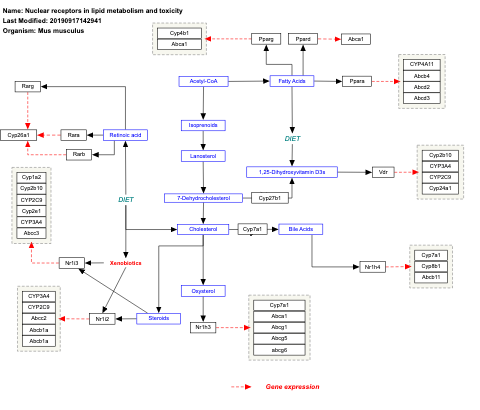 Name: Nuclear receptors in lipid metabolism and toxicity
Last Modified: 20190917142941
Organism: Mus musculus
Cyp4b1
Abca1
Pparg
Ppard
Abca1
Acetyl-CoA
Fatty Acids
Ppara
CYP4A11
Abcb4
Abcd2
Abcd3
Rarg
Cyp26a1
Rara
Retinoic acid
Rarb
Isoprenoids
Lanosterol
DIET
1,25-Dihydroxyvitamin D3a
Vdr
Cyp2b10
CYP3A4
CYP2C9
Cyp24a1
Cyp1a2
Cyp2b10
CYP2C9
Cyp2e1
CYP3A4
Abcc3
DIET
7-Dehydrocholesterol
Cyp27b1
Cholesterol
Cyp7a1
Bile Acids
Nr1i3
Xenobiotics
Nr1h4
Cyp7a1
Cyp8b1
Abcb11
CYP3A4
CYP2C9
Abcc2
Abcb1a
Abcb1a
Nr1i2
Steroids
Oxysterol
Nr1h3
Cyp7a1
Abca1
Abcg1
Abcg5
abcg6
Gene expression